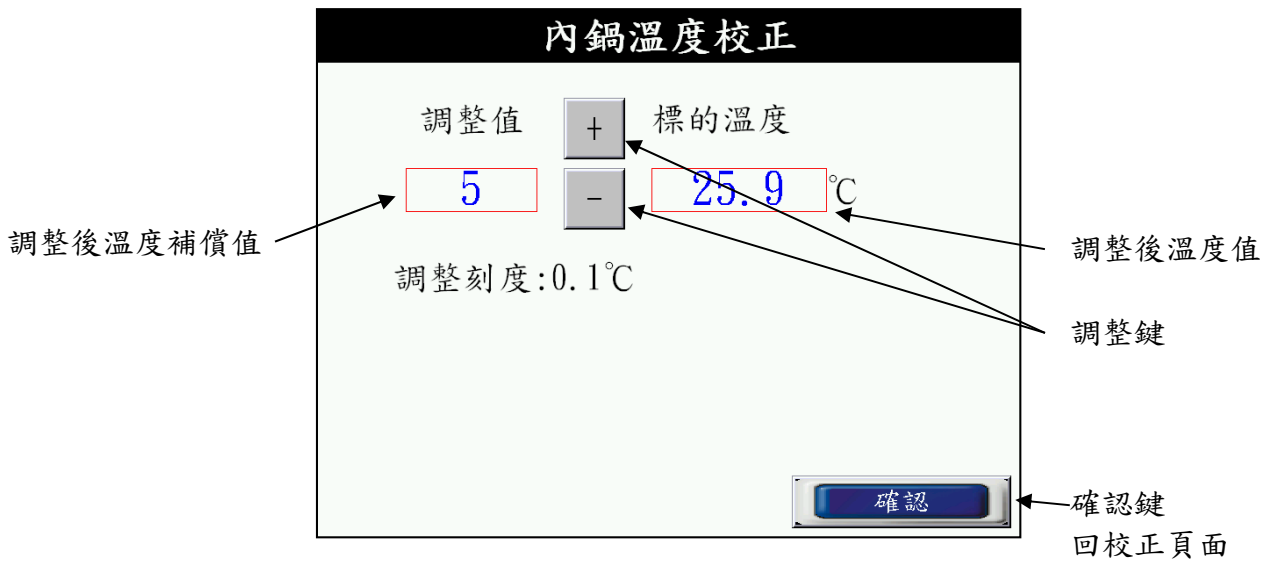 內鍋溫度校正
調整值
+
標的溫度
5
-
25.9
℃
調整後溫度補償值
調整後溫度值
調整刻度:0.1℃
調整鍵
確認
確認鍵
回校正頁面